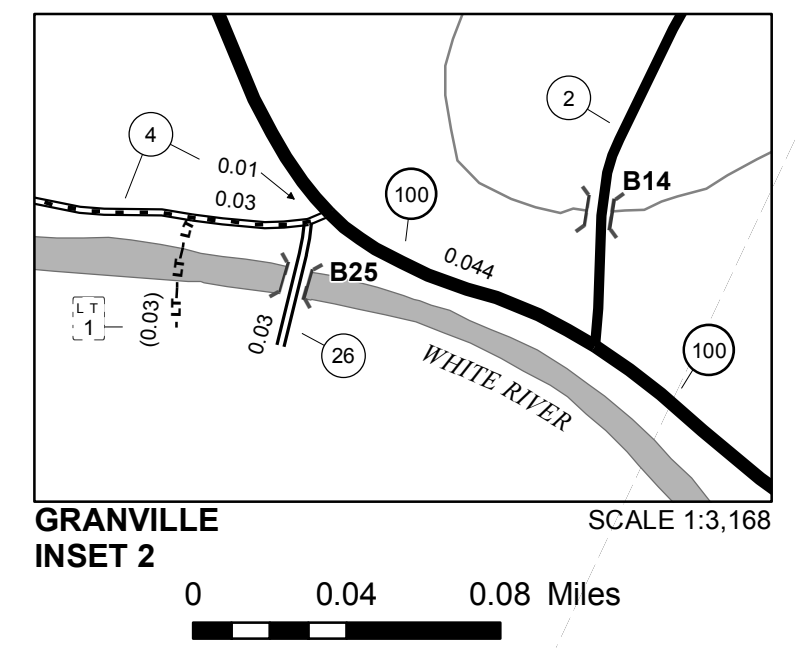 2
4
0.01
B14
0.03
100
0.044
B25
LT
LT
LT
LT
1
(0.03)
0.03
26
100
WHITE RIVER
GRANVILLE
INSET 2
SCALE 1:3,168
0 0.04 0.08 Miles